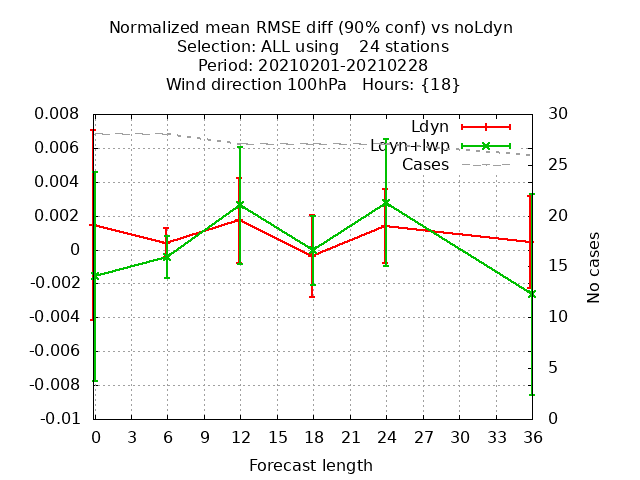 Normalized mean RMSE diff (90% conf) vs noLdyn
Selection: ALL using 24 stations
Period: 20210201-20210228
Wind direction 100hPa Hours: {18}
0.008
0.006
0.004
0.002
0
-0.002
-0.004
-0.006
-0.008
-0.01
30
25
20
15
10
5
0
No cases
Ldyn
Ldyn+lwp
Cases
0 3 6 9 12 15 18 21 24 27 30 33 36
Forecast length